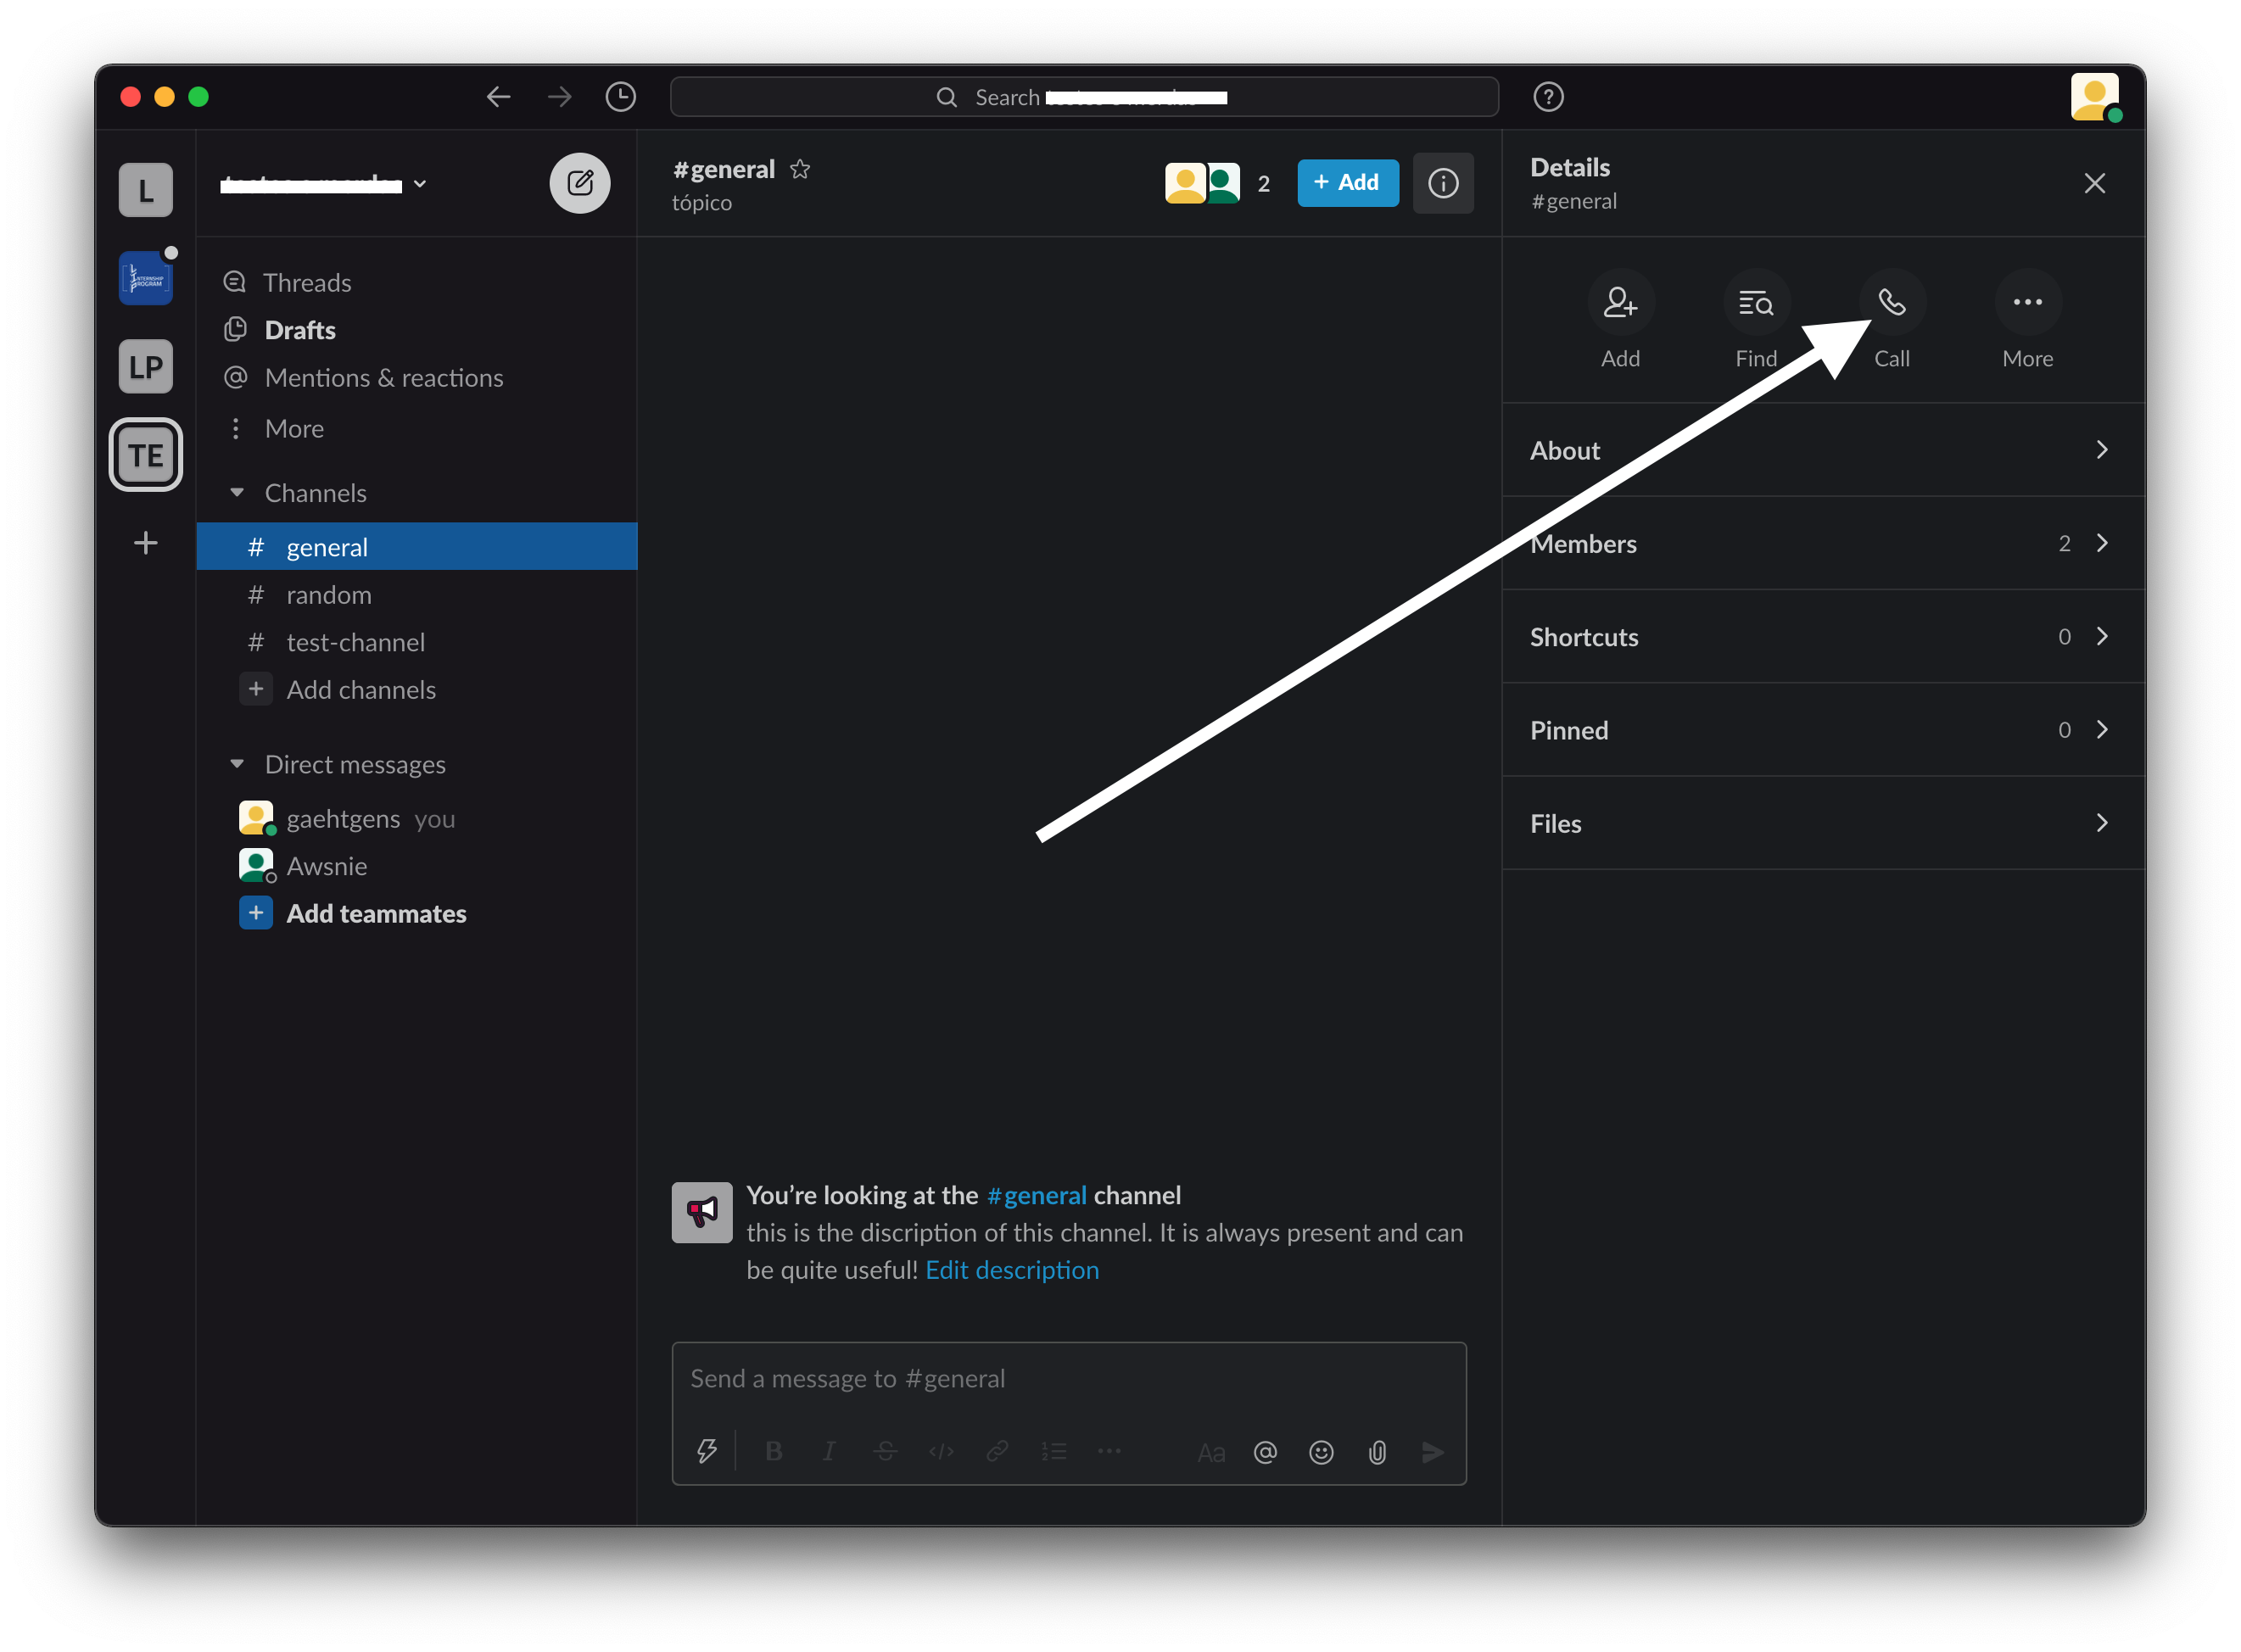 Search
L
#general
tópico
2
+ Add
Details
#general
INTERNSHIP
PROGRAM
Threads
Drafts
Mentions & reactions
More
LP
TE
Channels
# general
# random
# test-channel
+ Add channels
Direct messages
gaehtgens you
Awsnie
+ Add teammates
Add
Find
Call
More
About
Members 2
Shortcuts 0
Pinned 0
Files
You’re looking at the #general channel
this is the discription of this channel. It is always present and can
be quite useful! Edit description
Send a message to #general
B I S </> Aa @